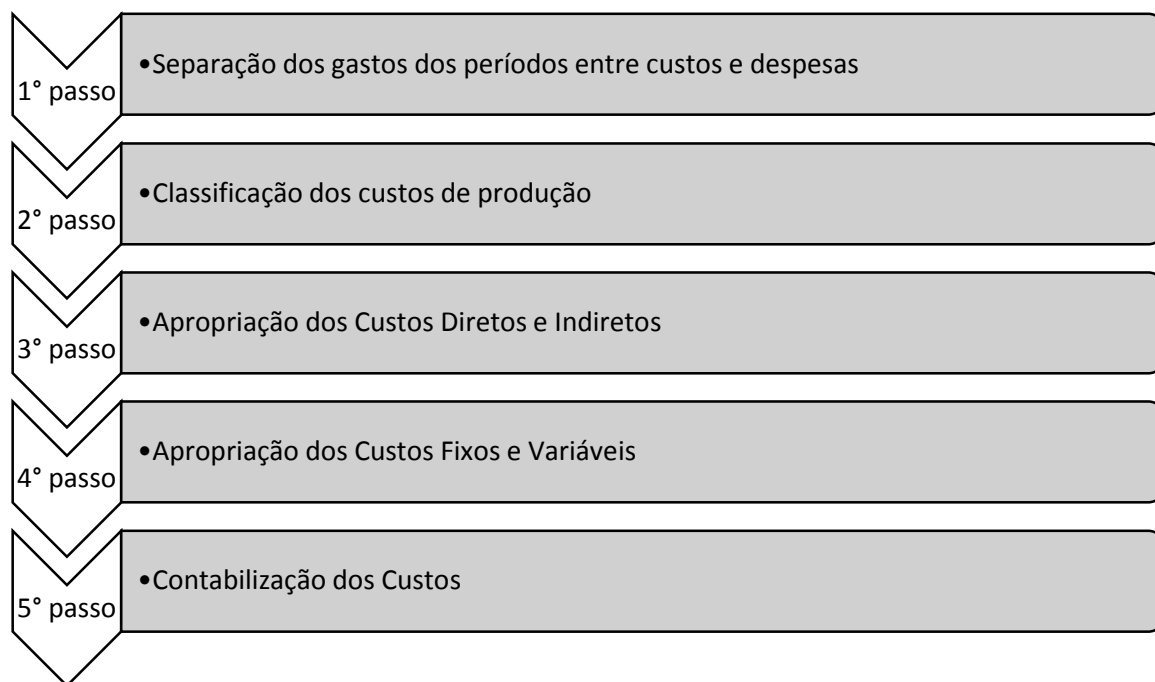 1° passo
•Separação dos gastos dos períodos entre custos e despesas
2° passo
•Classificação dos custos de produção
3° passo
•Apropriação dos Custos Diretos e Indiretos
4° passo
•Apropriação dos Custos Fixos e Variáveis
5° passo
•Contabilização dos Custos